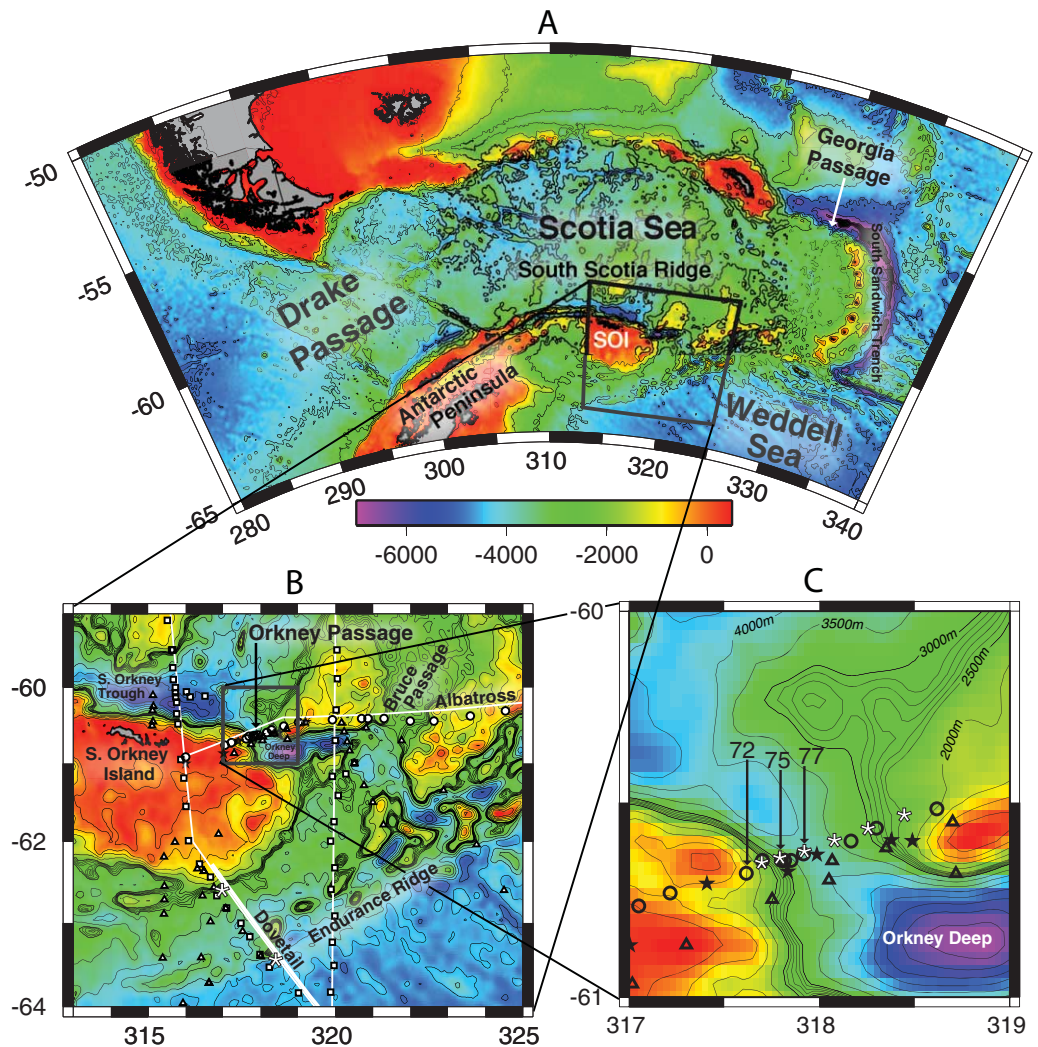 A
-50
-55
-60
-65
Georgia
Passage
Scotia Sea
South Scotia Ridge
South Sandwich Trench
Drake
Passage
SOI
Antarctic
Peninsula
Weddell
Sea
280
290
300
310
320
330
340
-6000
-4000
-2000
0
B
Orkney Passage
S. Orkney
Trough
Bruce
Passage
Albatross
Orkney
Deep
S. Orkney
Island
Dovetail
Endurance Ridge
-60
-62
-64
315
320
325
C
-60
-61
4000m
3500m
3000m
2500m
2000m
72
75
77
Orkney Deep
317
318
319